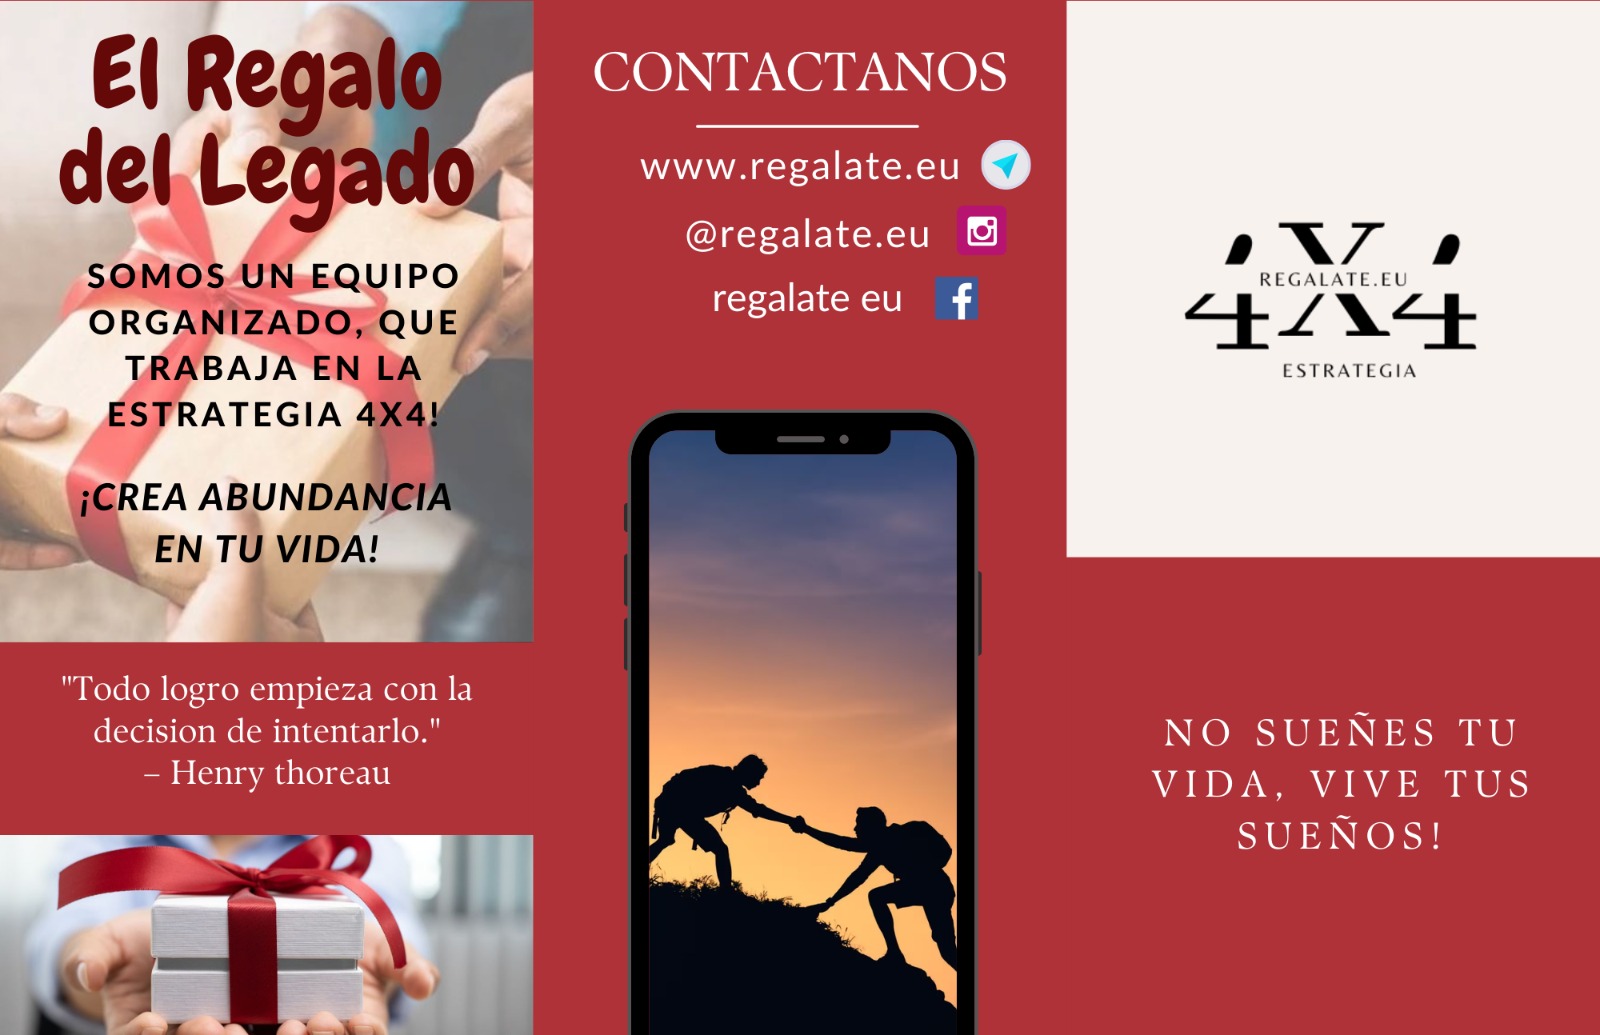 El Regalo
del Legado
SOMOS UN EQUIPO
ORGANIZADO, QUE
TRABAJA EN LA
ESTRATEGIA 4X4!
¡CREA ABUNDANCIA
EN TU VIDA!
"Todo logro empieza con la
decision de intentarlo."
– Henry thoreau
CONTACTANOS
www.regalate.eu
@regalate.eu
regalate eu
4X4
REGALATE.EU
ESTRATEGIA
NO SUEÑES TU
VIDA, VIVE TUS
SUEÑOS!